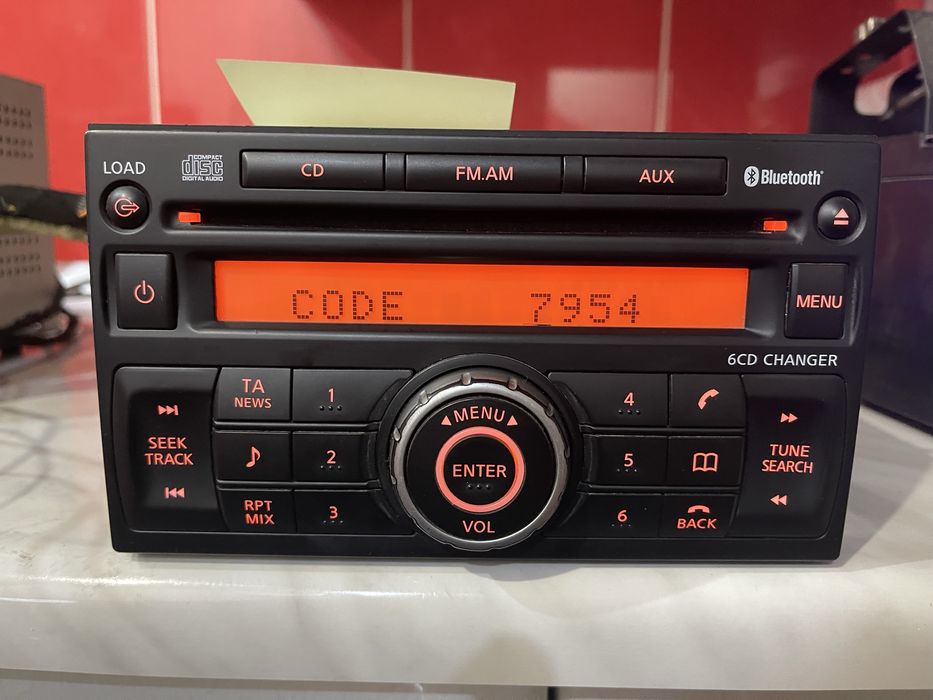 LOAD
COMPACT
disc
DIGITAL AUDIO
CD
FM.AM
AUX
Bluetooth®
CODE 7954
MENU
6CD CHANGER
TA
NEWS
1
MENU
4
SEEK
TRACK
2
ENTER
5
TUNE
SEARCH
RPT
MIX
3
VOL
6
BACK